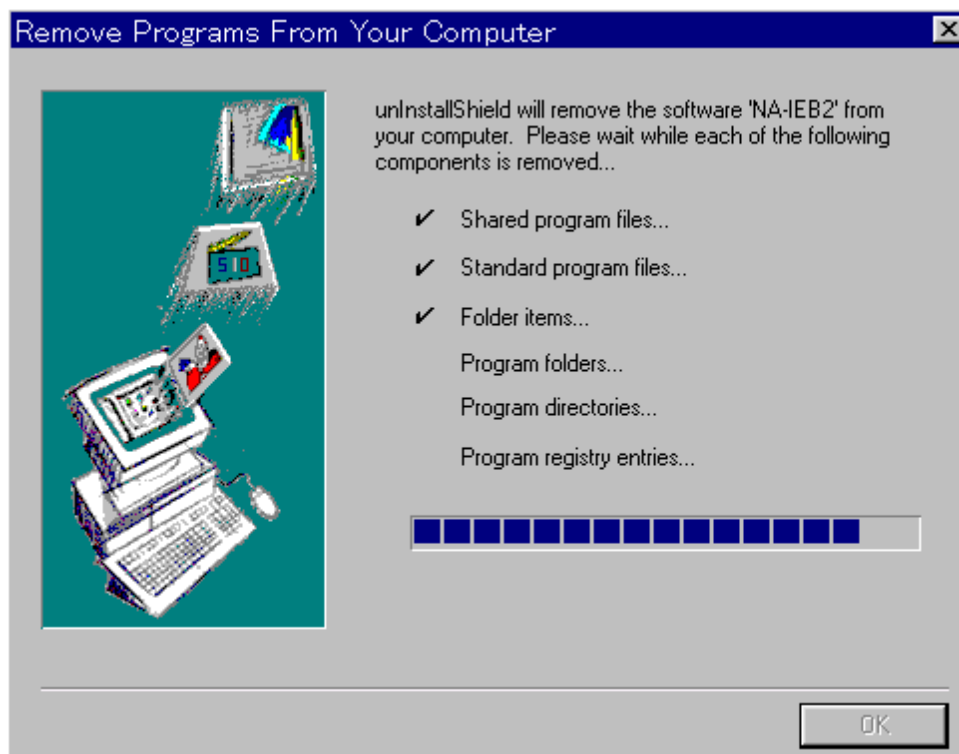 Remove Programs From Your Computer
unInstallShield will remove the software 'NA-IEB2' from
your computer. Please wait while each of the following
components is removed...
✔ Shared program files...
✔ Standard program files...
✔ Folder items...
Program folders...
Program directories...
Program registry entries...
510
OK